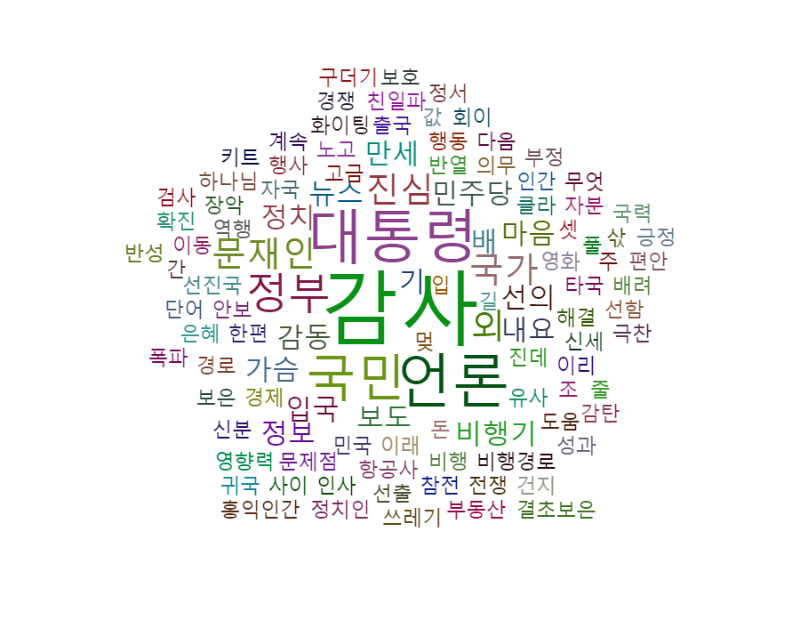 구더기 보호
경쟁 친일파 정서
화이팅 출국 값 회이
계속 노고 만세 행동 다음
키트 행사 고금 반열 의무 부정
하나님 자국 뉴스 진심 민주당 인간 무엇
검사 장악 정치 클라 자분
확진 역행 대통령 배 마음 셋 국력
반성 이동 문재인 풀 삯 긍정
간 국가 영화 주 편안
선진국 정부 감사 기 입 길 선의 타국 배려
단어 안보 외 내요 해결 선함
은혜 한편 감동 멎 신세 극찬
폭파 경로 가슴 국민 언론 진데 이리
보은 경제 입국 유사 조 줄
신분 정보 보도 돈 비행기 도움 감탄
민국 이래 성과
영향력 문제점 항공사 비행 비행경로
귀국 사이 인사 선출 참전 전쟁 건지
홍익인간 정치인 쓰레기 부동산 결초보은